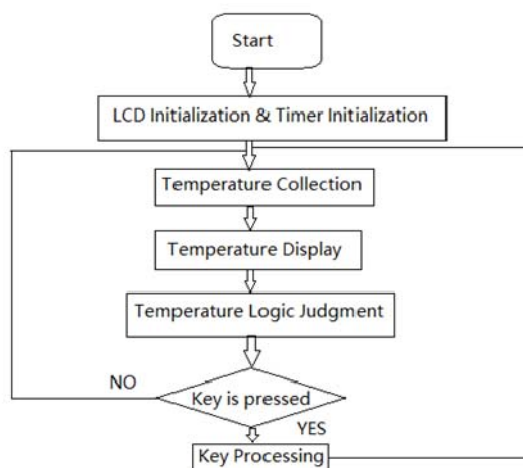 Start
LCD Initialization & Timer Initialization
Temperature Collection
Temperature Display
Temperature Logic Judgment
NO
Key is pressed
YES
Key Processing